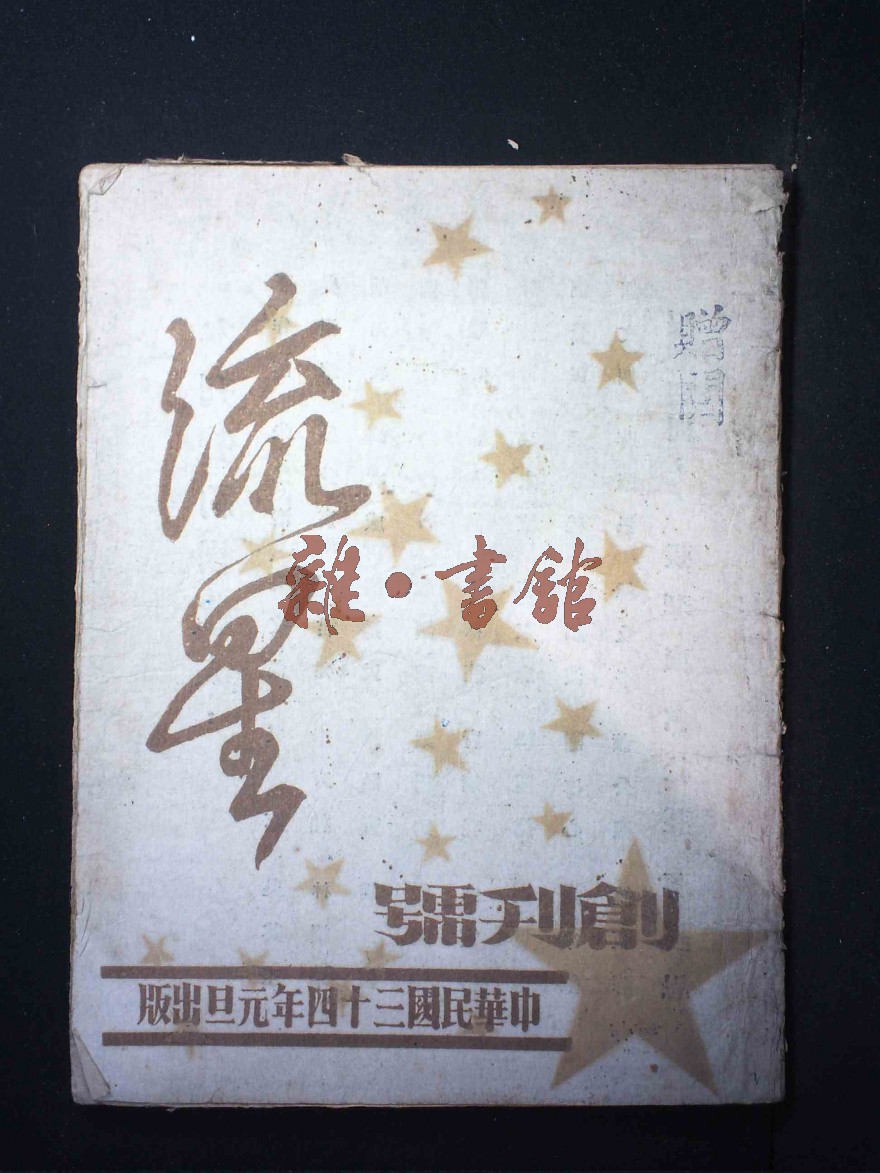 流星
贈閱
雜·書館
創刊號
中華民國三十四年元旦出版